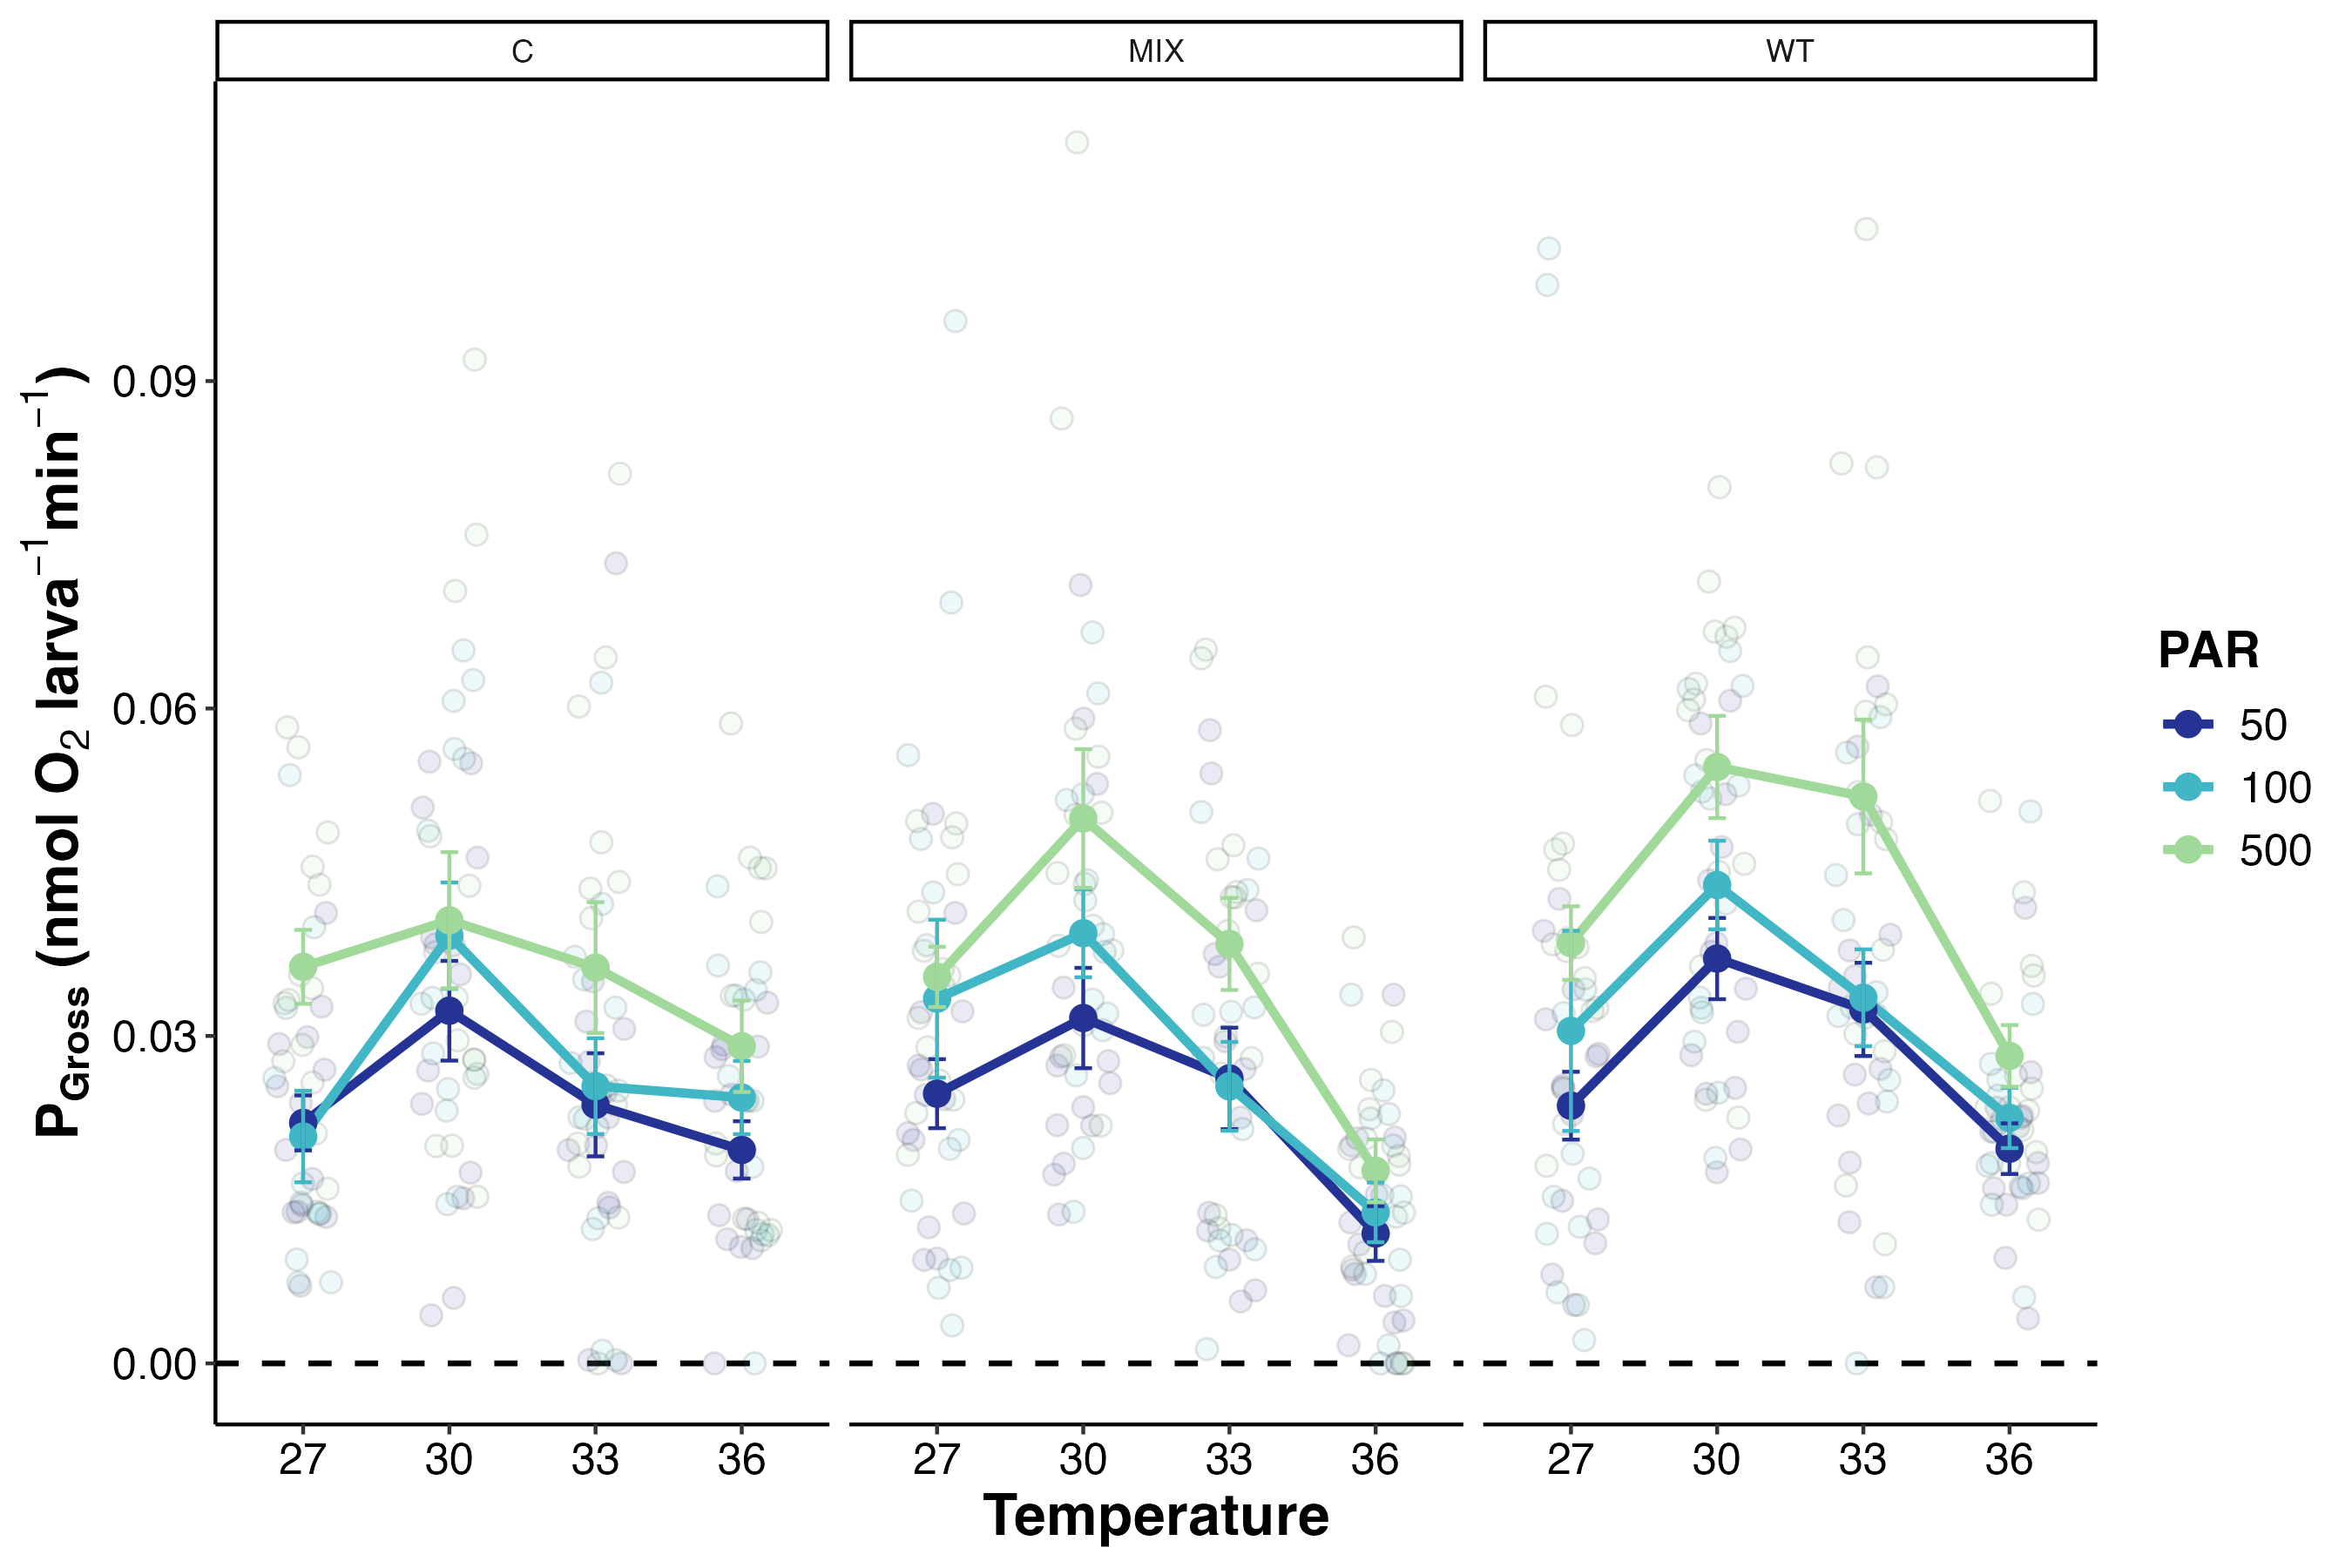 C
MIX
WT
P_Gross (nmol O₂ larva⁻¹min⁻¹)
0.09
0.06
0.03
0.00
27 30 33 36
27 30 33 36
27 30 33 36
Temperature
PAR
50
100
500